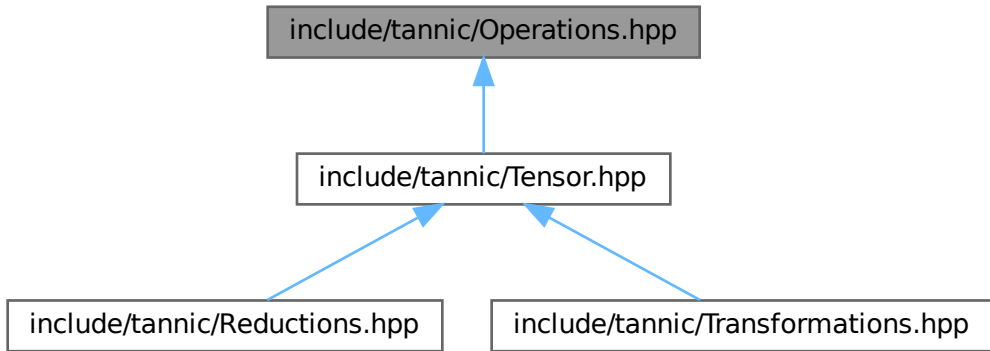 include/tannic/Operations.hpp
include/tannic/Tensor.hpp
include/tannic/Reductions.hpp
include/tannic/Transformations.hpp